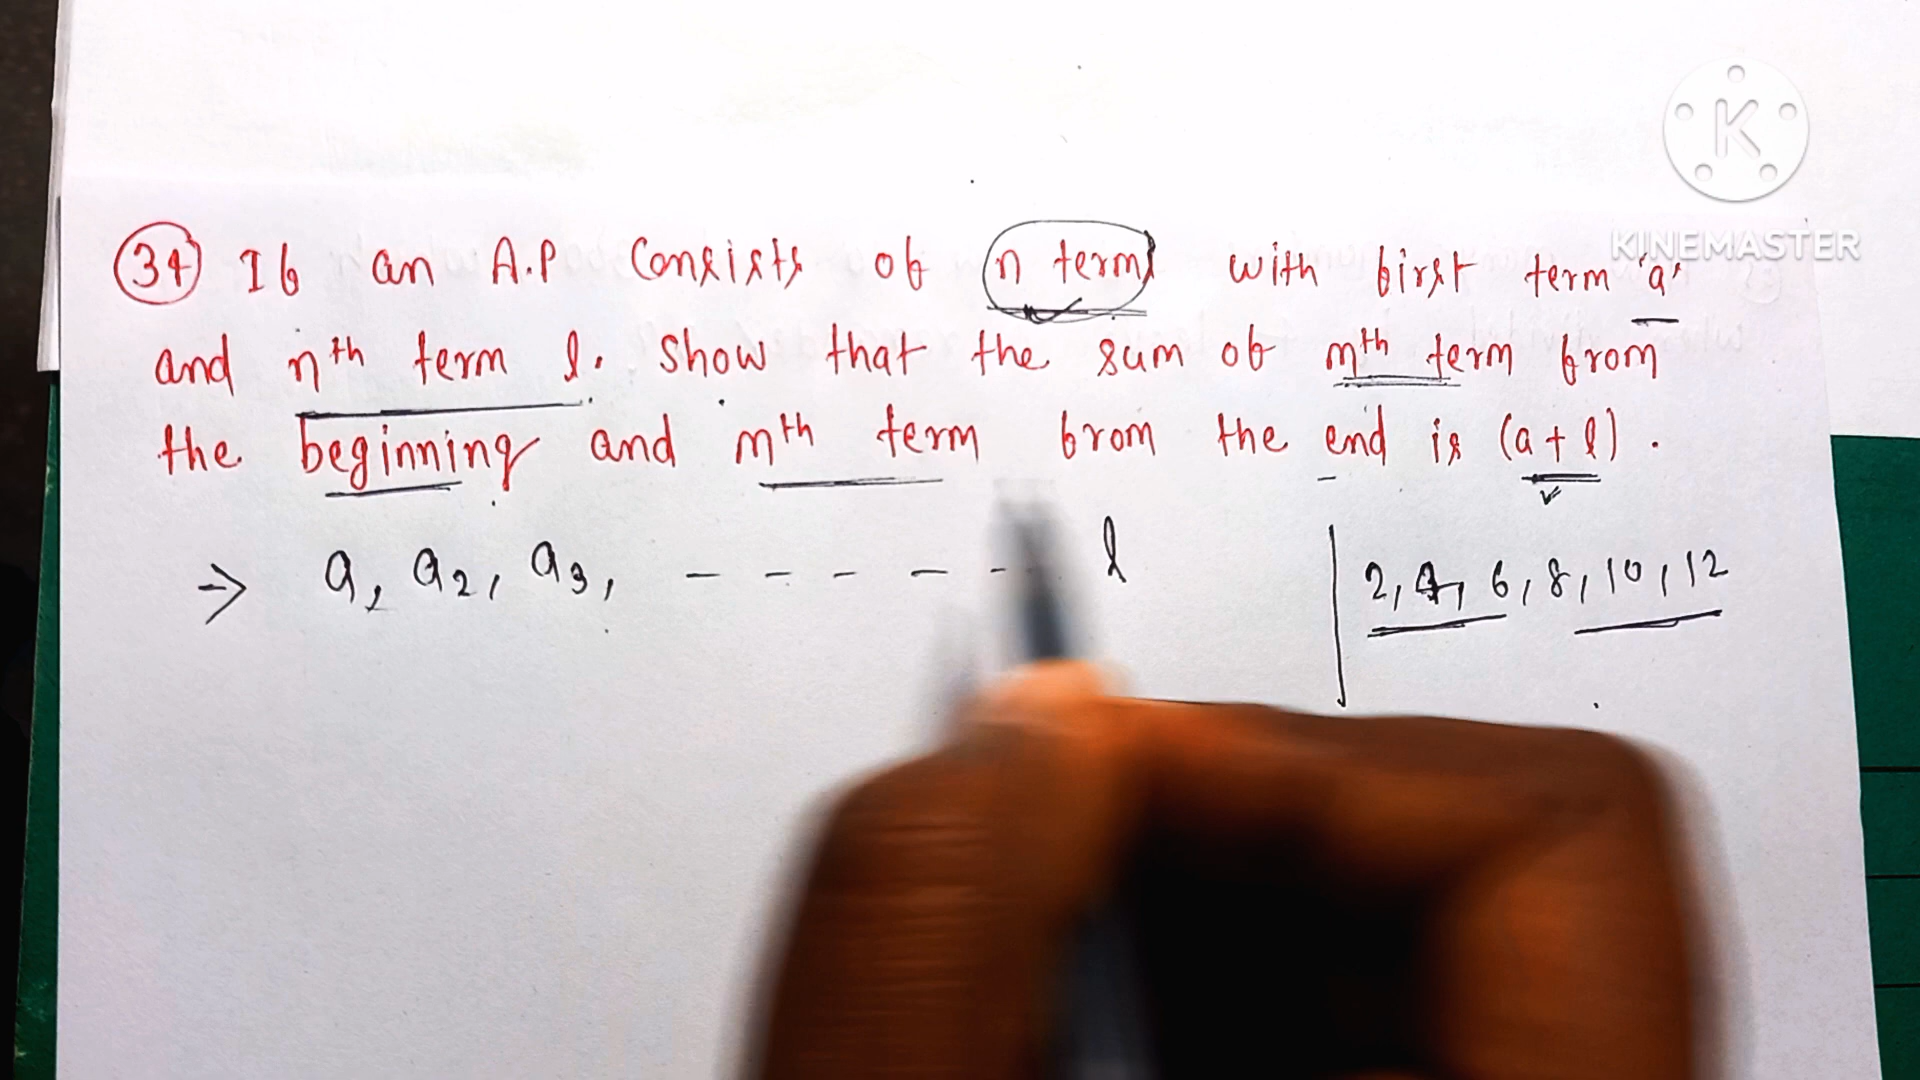 K
KINEMASTER
34 If an A.P consists of n terms with first term 'a'
and nth term l. show that the sum of mth term from
the beginning and mth term from the end is (a + l).
→ a, a2, a3, - - - - - l
2, 4, 6, 8, 10, 12